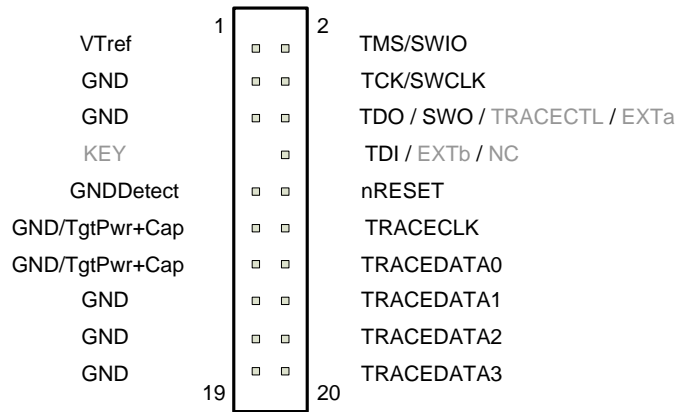 1 2
VTref TMS/SWIO
GND TCK/SWCLK
GND TDO / SWO / TRACECTL / EXTa
KEY TDI / EXTb / NC
GNDDetect nRESET
GND/TgtPwr+Cap TRACECLK
GND/TgtPwr+Cap TRACEDATA0
GND TRACEDATA1
GND TRACEDATA2
GND TRACEDATA3
19 20